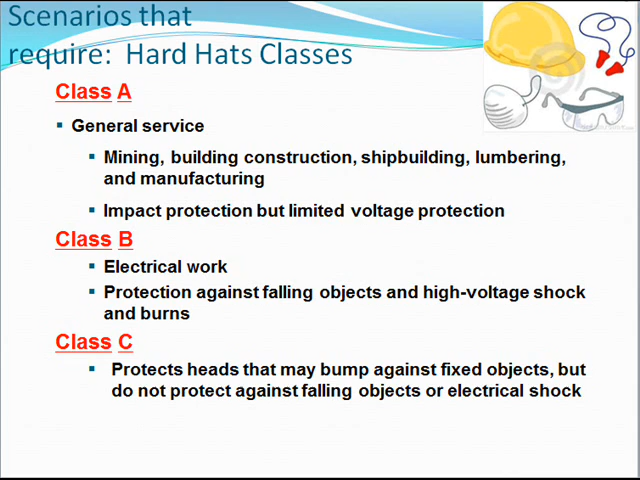 Scenarios that
require: Hard Hats Classes
Class A
▪ General service
▪ Mining, building construction, shipbuilding, lumbering,
and manufacturing
▪ Impact protection but limited voltage protection
Class B
▪ Electrical work
▪ Protection against falling objects and high-voltage shock
and burns
Class C
▪ Protects heads that may bump against fixed objects, but
do not protect against falling objects or electrical shock